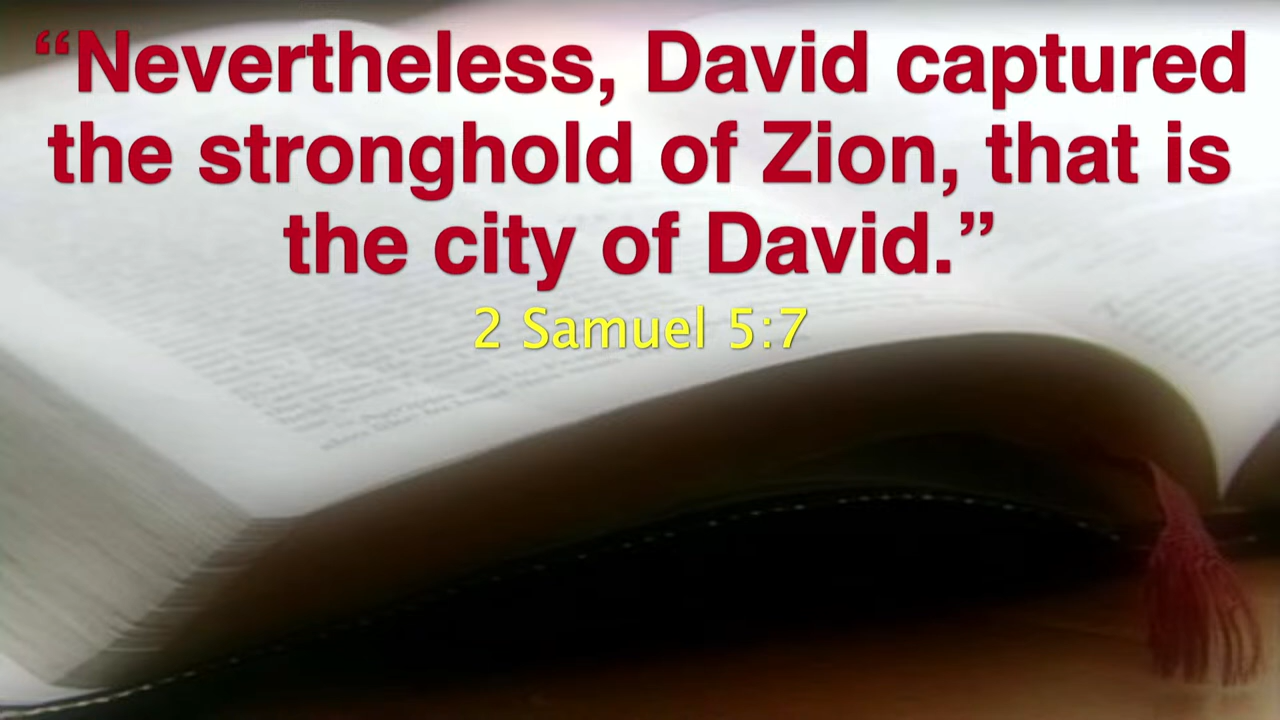 “Nevertheless, David captured
the stronghold of Zion, that is
the city of David.”
2 Samuel 5:7